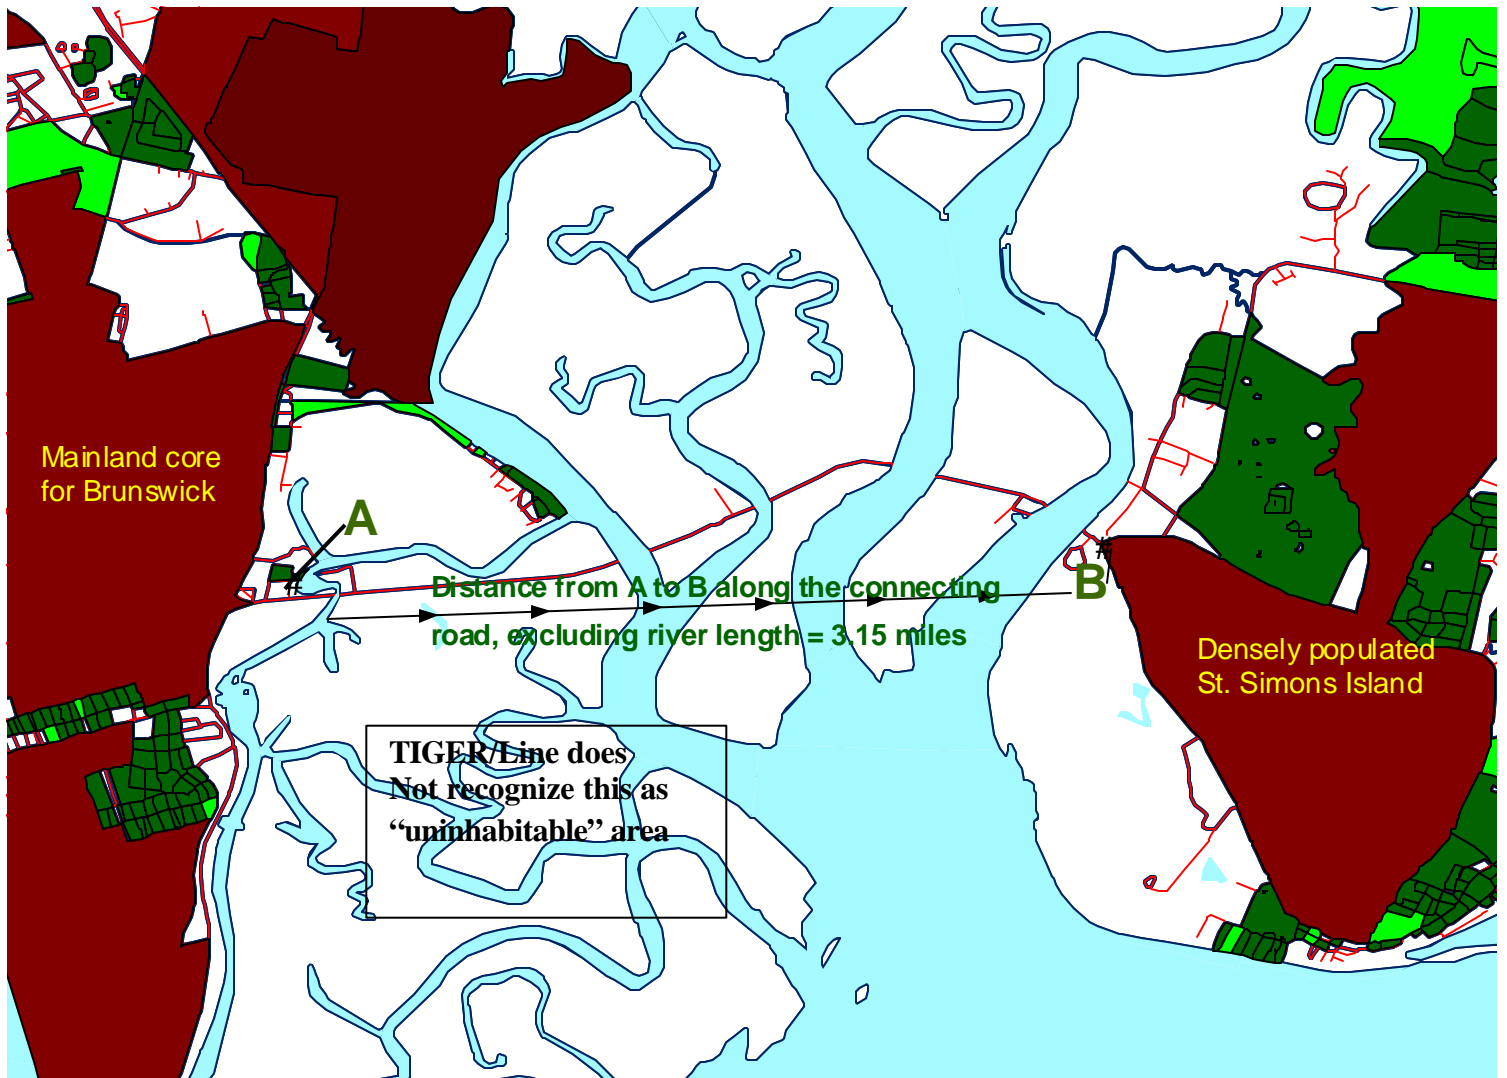 Mainland core
for Brunswick
A
#
#
B
Distance from A to B along the connecting
road, excluding river length = 3.15 miles
Densely populated
St. Simons Island
TIGER/Line does
Not recognize this as
“uninhabitable” area